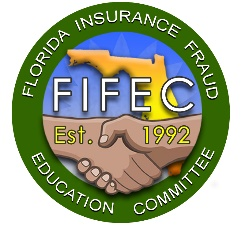 FLORIDA INSURANCE FRAUD
FIFEC
Est. 1992
EDUCATION COMMITTEE